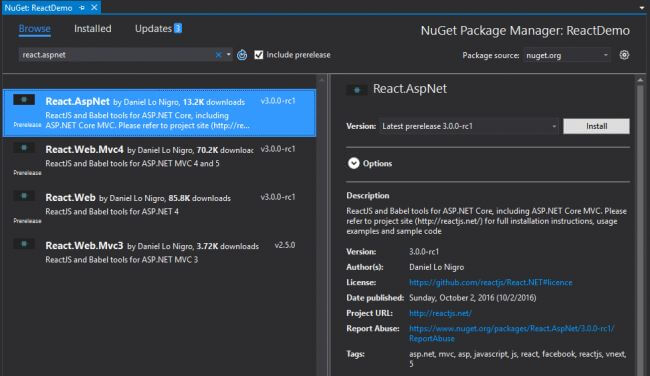 NuGet: ReactDemo
Browse Installed Updates 3
NuGet Package Manager: ReactDemo
react.aspnet
Include prerelease
Package source: nuget.org
React.AspNet by Daniel Lo Nigro, 13.2K downloads v3.0.0-rc1
ReactJS and Babel tools for ASP.NET Core, including
Prerelease ASP.NET Core MVC. Please refer to project site (http://re...
React.Web.Mvc4 by Daniel Lo Nigro, 70.2K downloads v3.0.0-rc1
ReactJS and Babel tools for ASP.NET MVC 4 and 5
Prerelease
React.Web by Daniel Lo Nigro, 85.8K downloads v3.0.0-rc1
ReactJS and Babel tools for ASP.NET 4
Prerelease
React.Web.Mvc3 by Daniel Lo Nigro, 3.72K downloads v2.5.0
ReactJS and Babel tools for ASP.NET MVC 3
React.AspNet
Version: Latest prerelease 3.0.0-rc1 Install
Options
Description
ReactJS and Babel tools for ASP.NET Core, including ASP.NET Core MVC. Please
refer to project site (http://reactjs.net/) for full installation instructions, usage
examples and sample code
Version: 3.0.0-rc1
Author(s): Daniel Lo Nigro
License: https://github.com/reactjs/React.NET#licence
Date published: Sunday, October 2, 2016 (10/2/2016)
Project URL: http://reactjs.net/
Report Abuse: https://www.nuget.org/packages/React.AspNet/3.0.0-rc1/
ReportAbuse
Tags: asp.net, mvc, asp, javascript, js, react, facebook, reactjs, vnext,
5